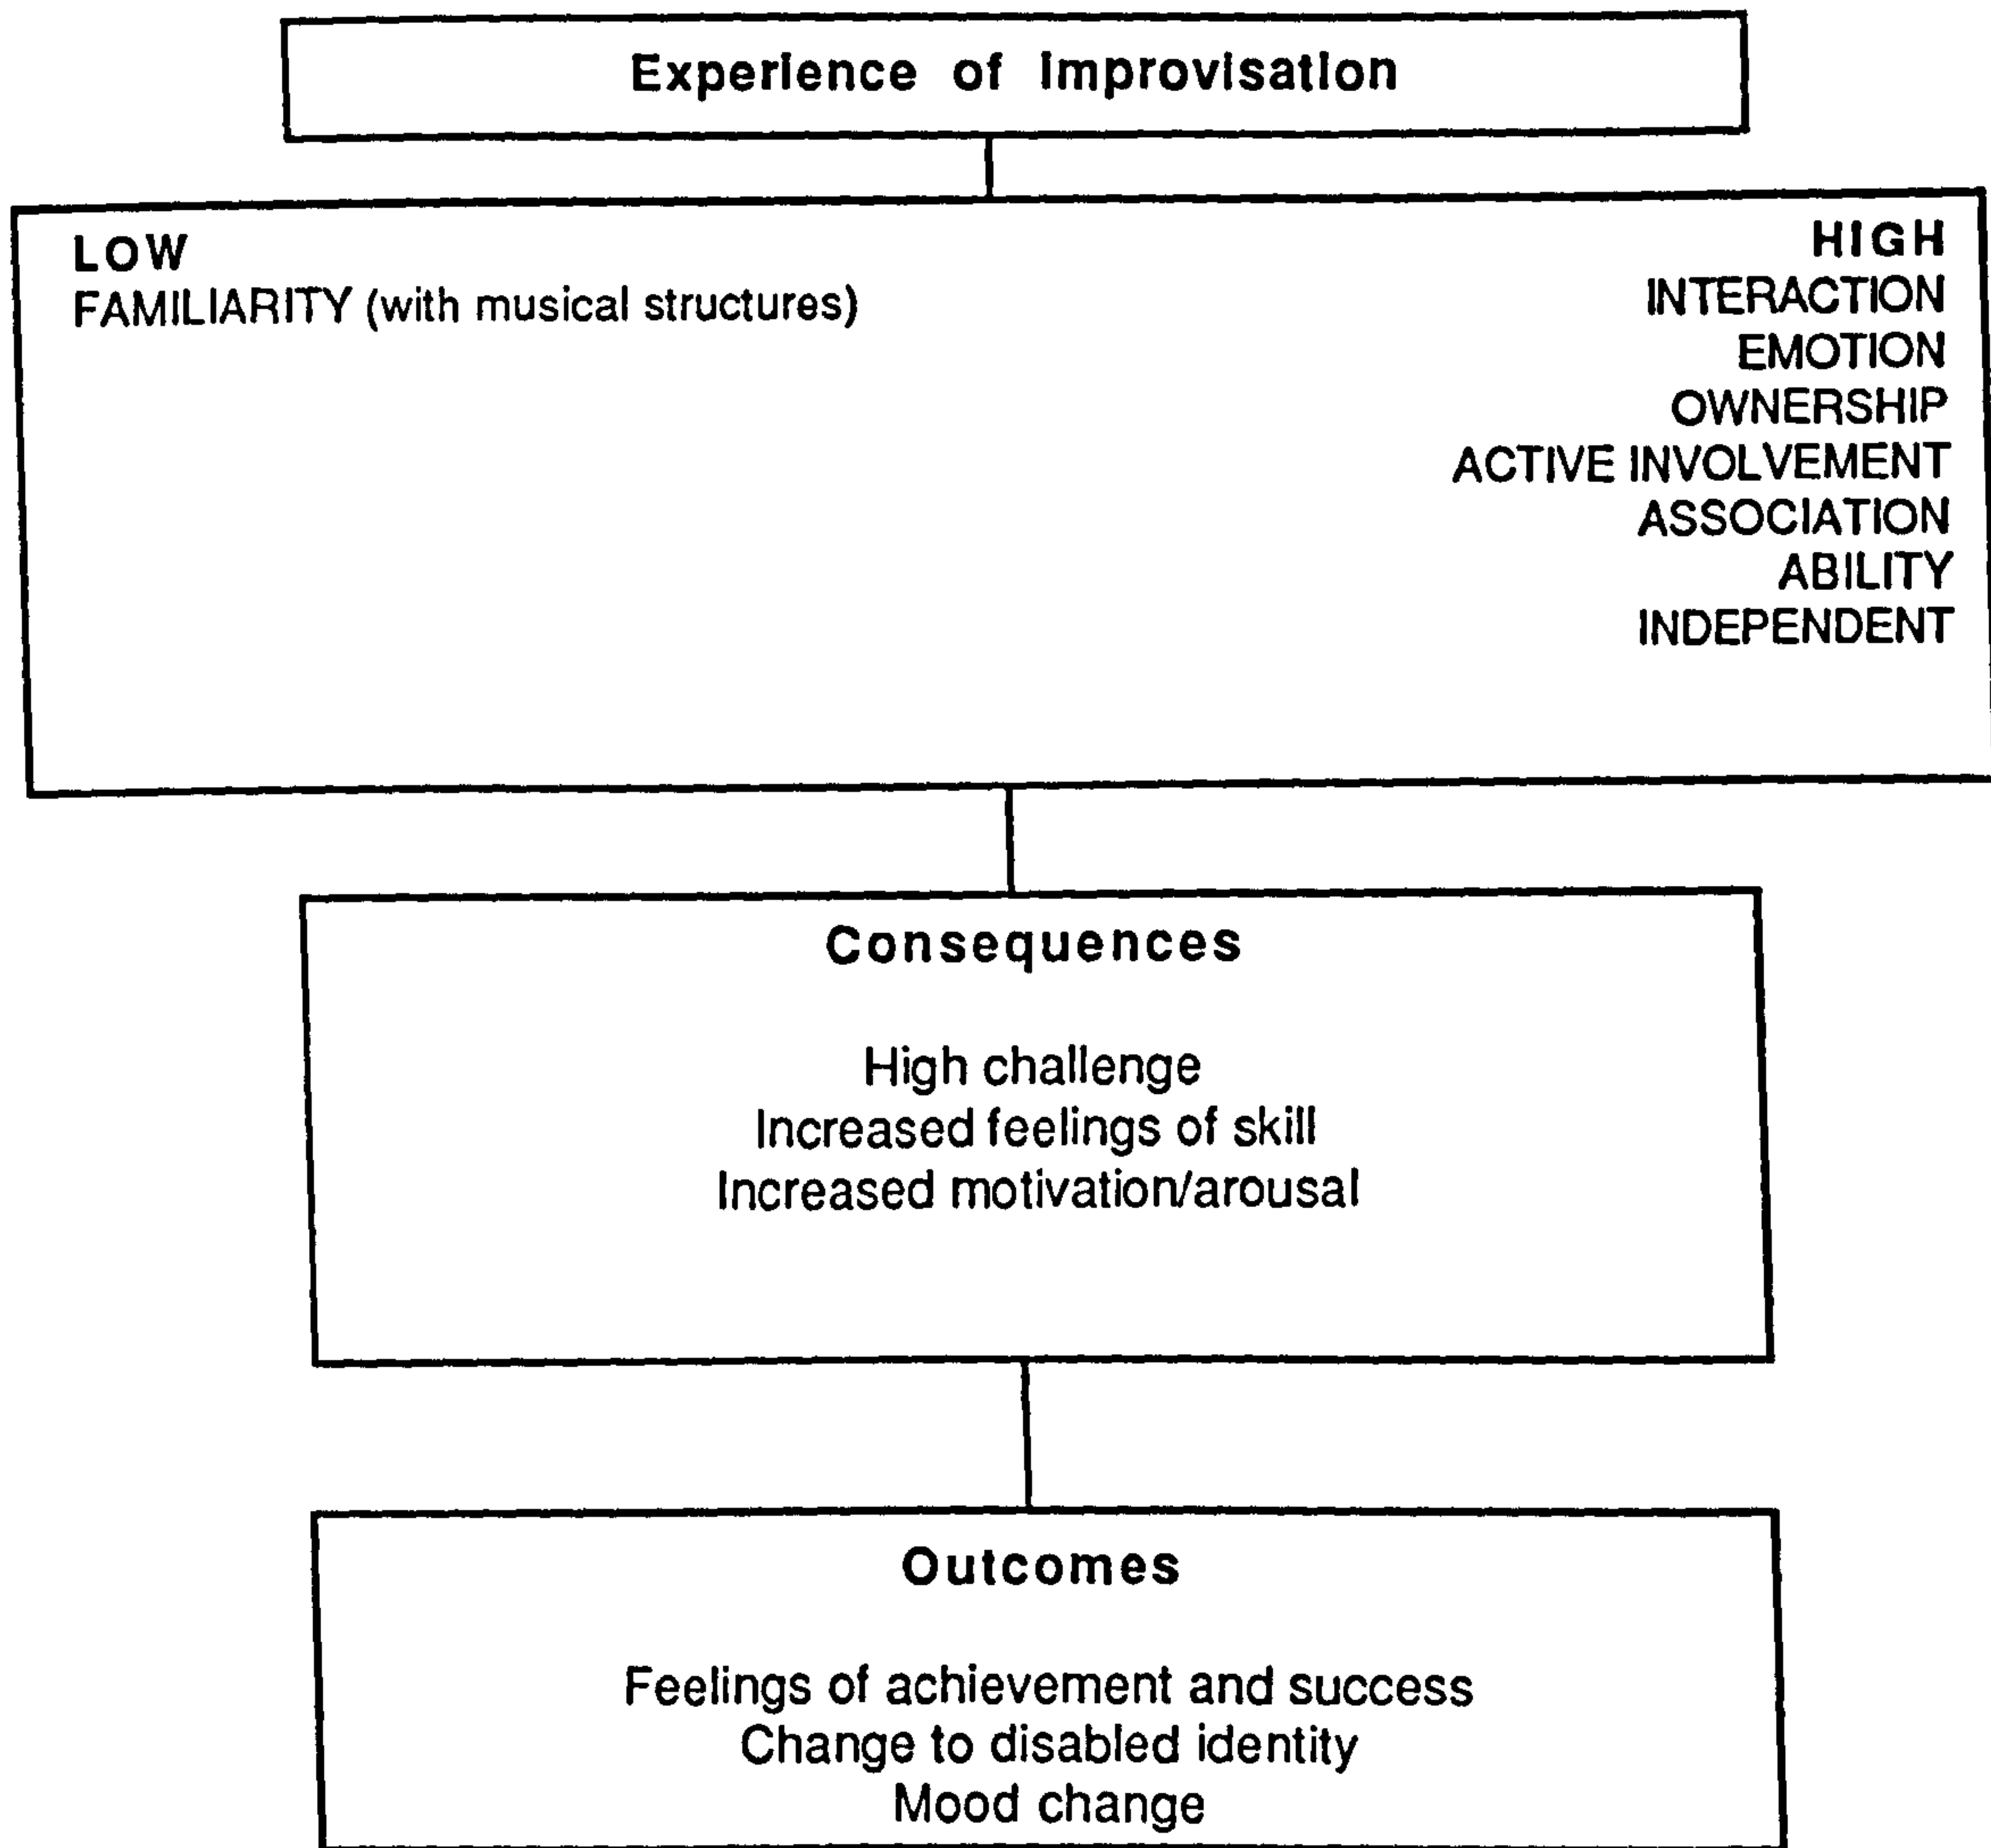 Experience of Improvisation
LOW
FAMILIARITY (with musical structures)
HIGH
INTERACTION
EMOTION
OWNERSHIP
ACTIVE INVOLVEMENT
ASSOCIATION
ABILITY
INDEPENDENT
Consequences
High challenge
Increased feelings of skill
Increased motivation/arousal
Outcomes
Feelings of achievement and success
Change to disabled identity
Mood change